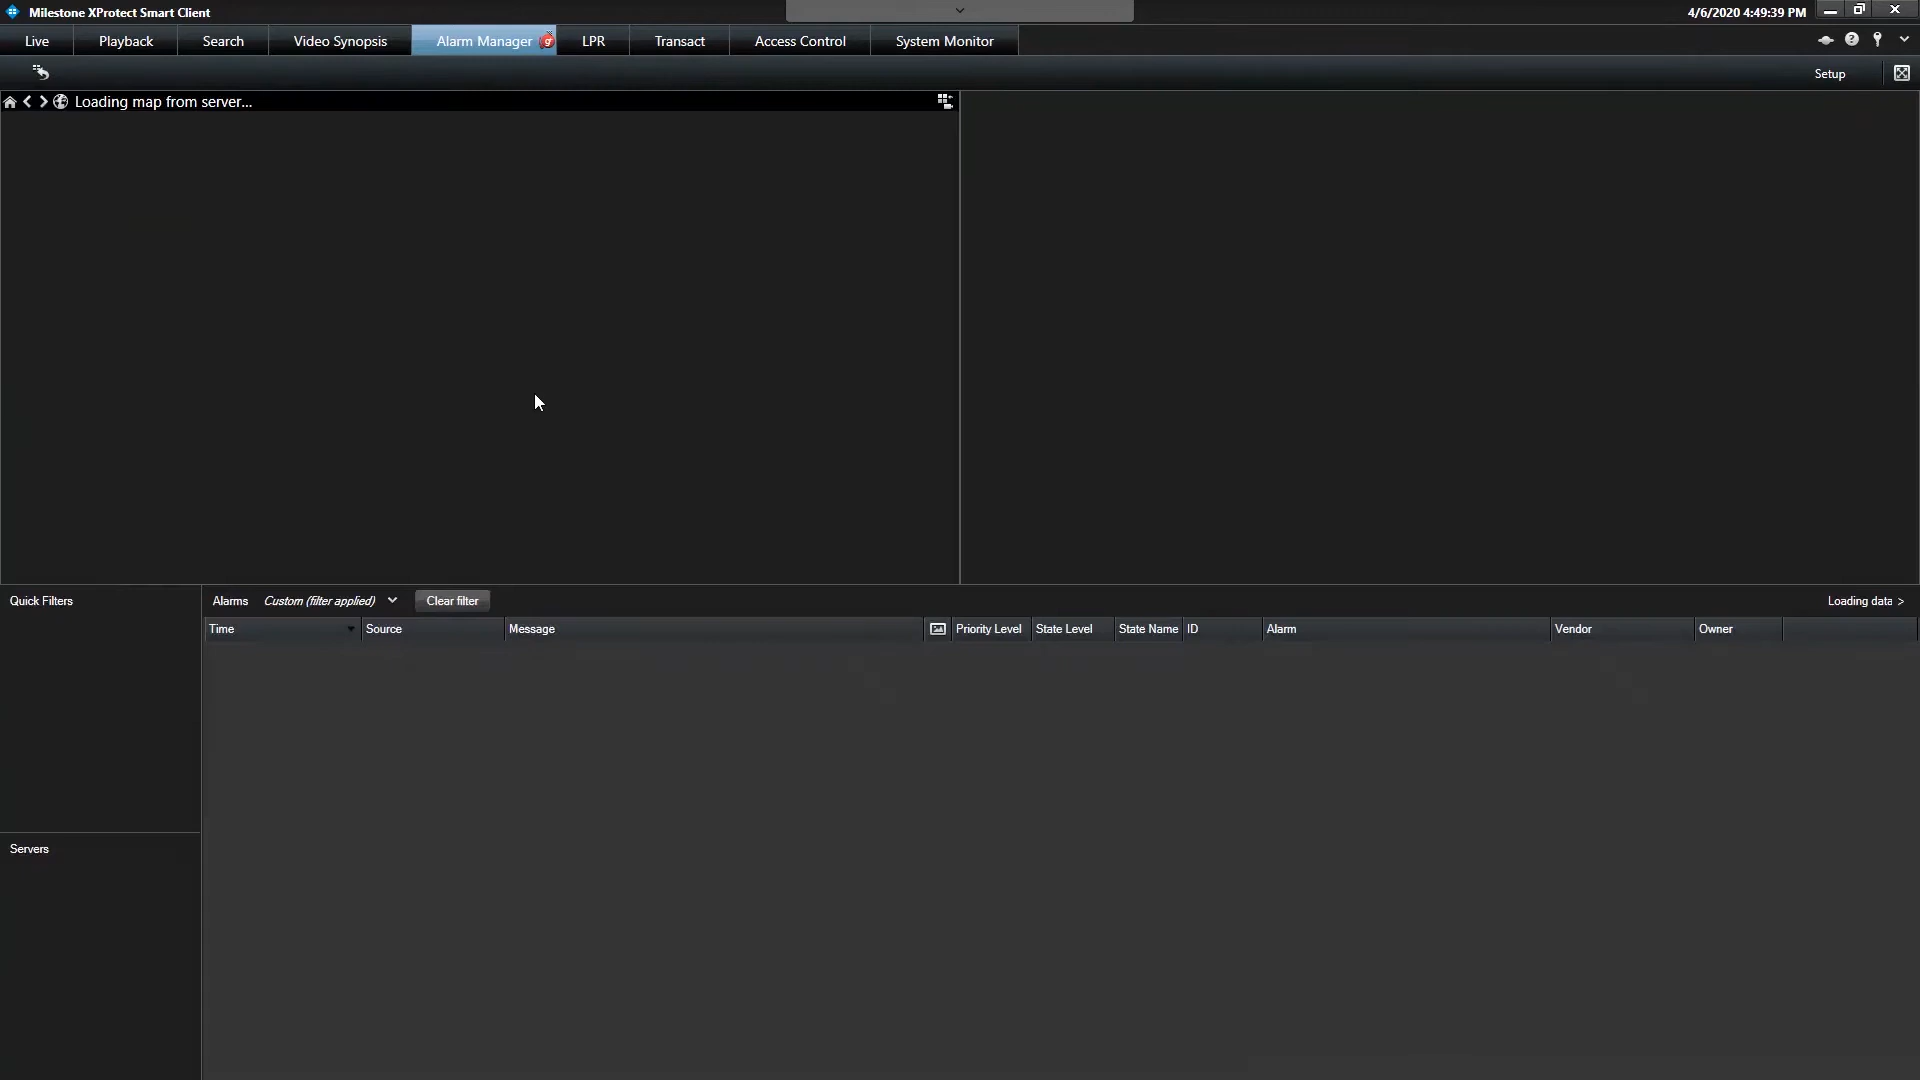 Milestone XProtect Smart Client
4/6/2020 4:49:39 PM
Live Playback Search Video Synopsis Alarm Manager LPR Transact Access Control System Monitor
Setup
Loading map from server...
Quick Filters
Alarms Custom (filter applied) Clear filter Loading data >
Time Source Message Priority Level State Level State Name ID Alarm Vendor Owner
Servers